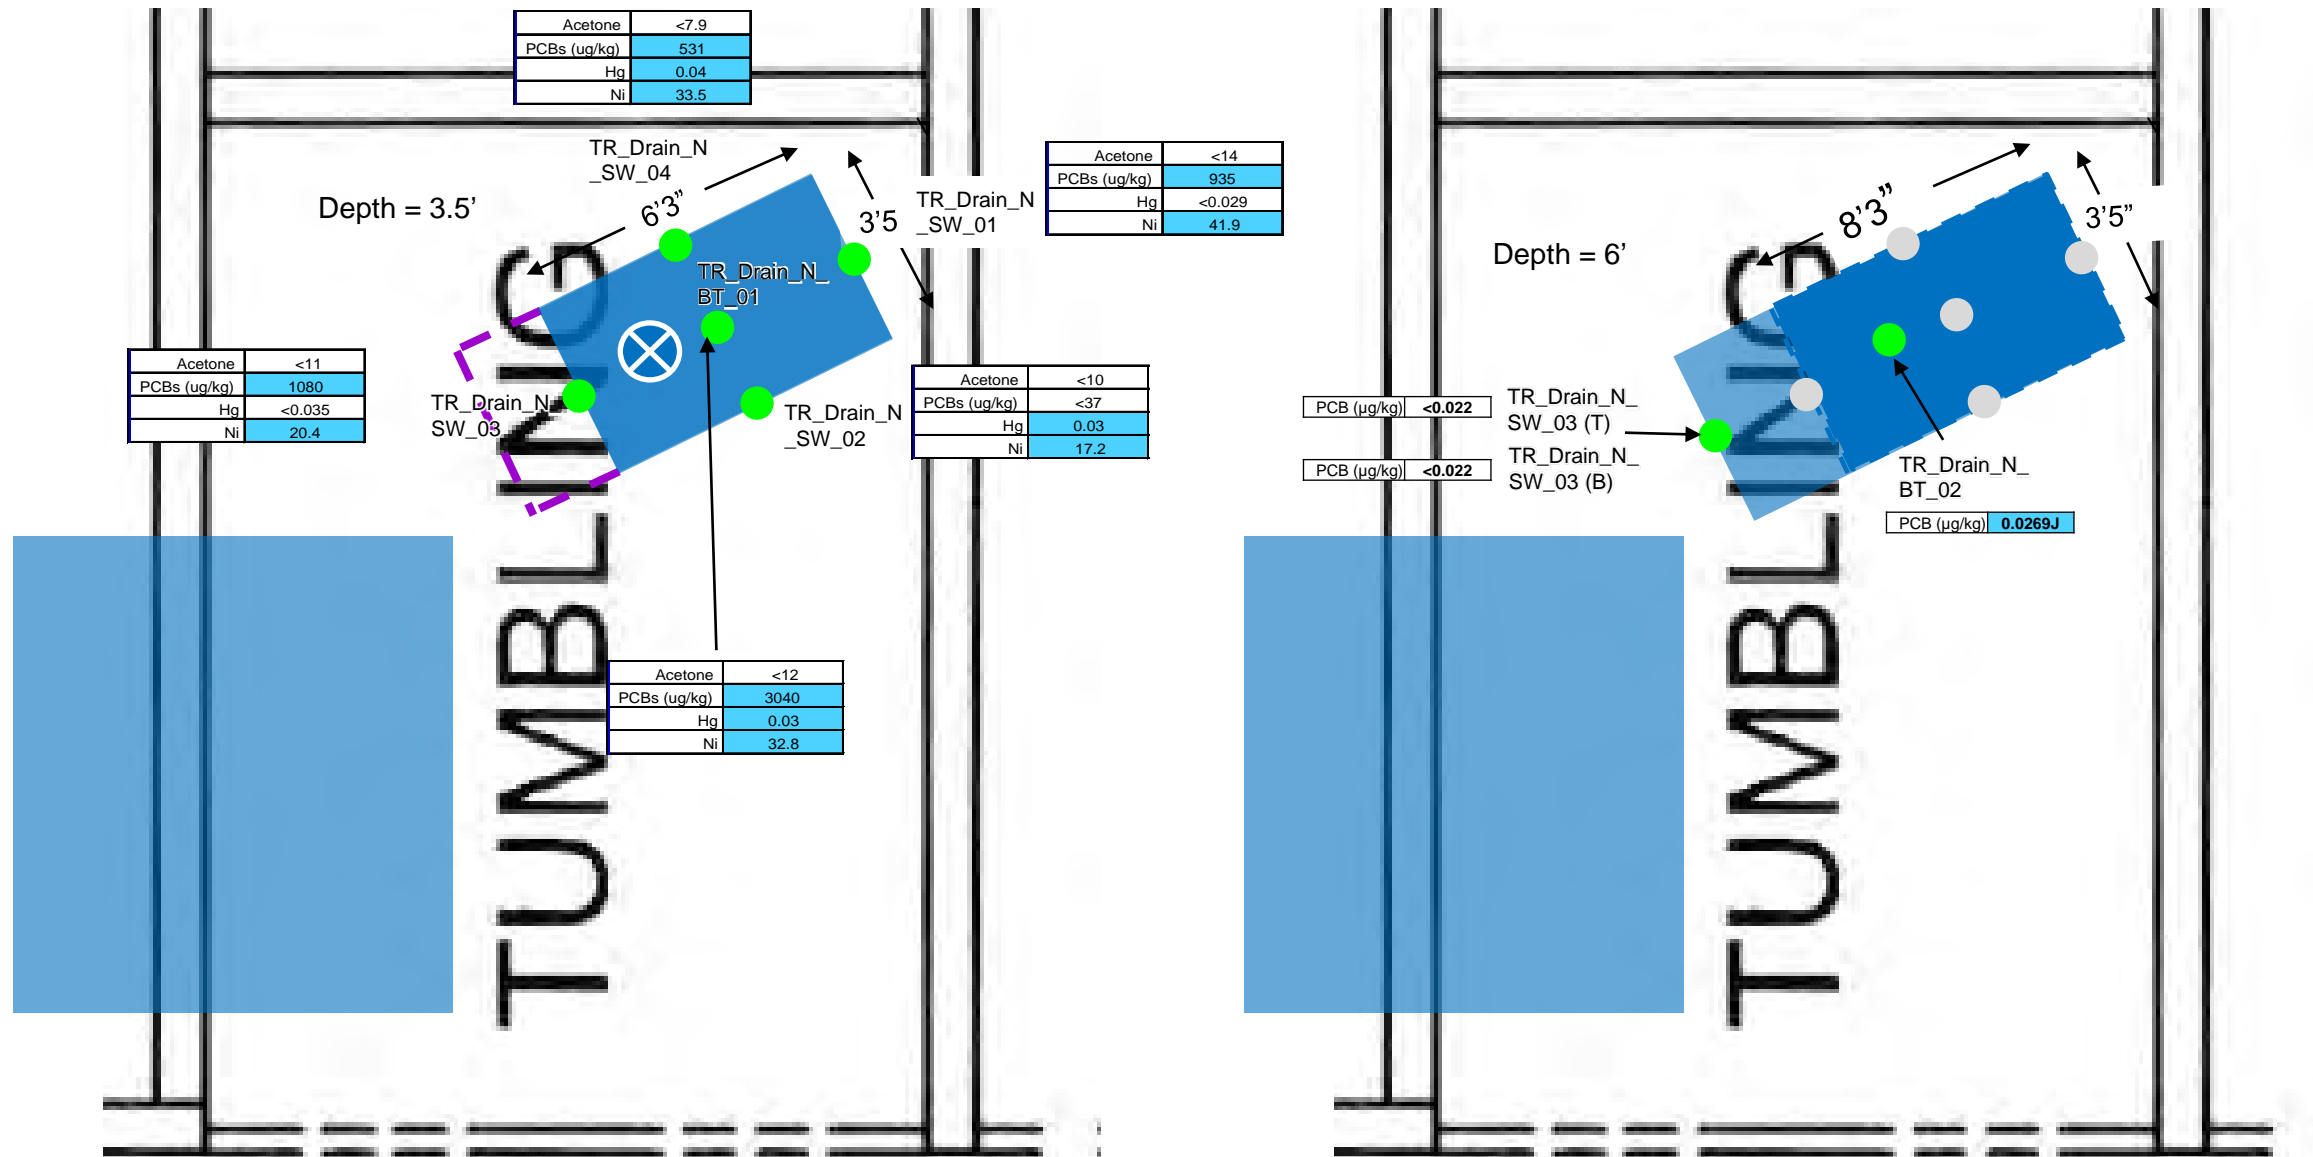 Acetone <7.9
PCBs (ug/kg) 531
Hg 0.04
Ni 33.5
TR_Drain_N
_SW_04
Depth = 3.5’
6’3”
3’5
TR_Drain_N
_SW_01
Acetone <14
PCBs (ug/kg) 935
Hg <0.029
Ni 41.9
TR_Drain_N_
BT_01
Acetone <11
PCBs (ug/kg) 1080
Hg <0.035
Ni 20.4
TR_Drain_N_
SW_03
TR_Drain_N
_SW_02
Acetone <10
PCBs (ug/kg) <37
Hg 0.03
Ni 17.2
Acetone <12
PCBs (ug/kg) 3040
Hg 0.03
Ni 32.8
TUMBLING
Depth = 6’
8’3”
3’5”
PCB (µg/kg) <0.022
TR_Drain_N_
SW_03 (T)
PCB (µg/kg) <0.022
TR_Drain_N_
SW_03 (B)
TR_Drain_N_
BT_02
PCB (µg/kg) 0.0269J
TUMBLING